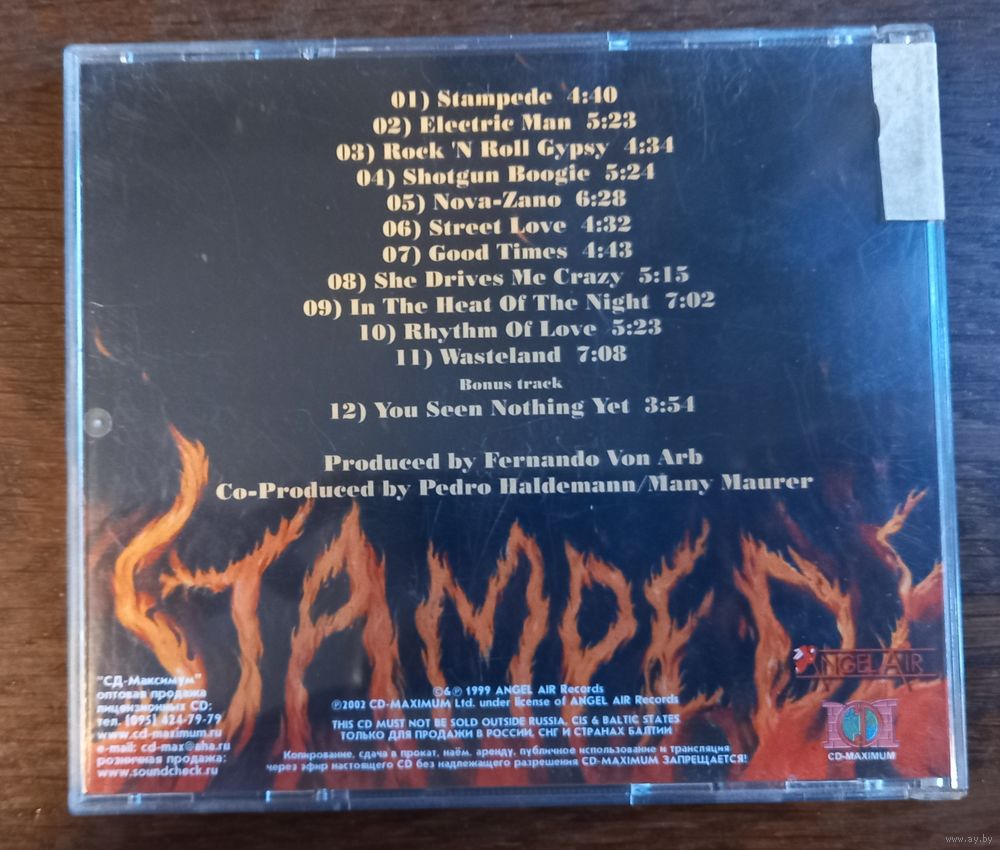 01) Stampede 4:40
02) Electric Man 5:23
03) Rock 'N Roll Gypsy 4:34
04) Shotgun Boogie 5:24
05) Nova-Zano 6:28
06) Street Love 4:32
07) Good Times 4:43
08) She Drives Me Crazy 5:15
09) In The Heat Of The Night 7:02
10) Rhythm Of Love 5:23
11) Wasteland 7:08
Bonus track
12) You Seen Nothing Yet 3:54
Produced by Fernando Von Arb
Co-Produced by Pedro Haldemann/Many Maurer
STAMPEDE
ANGEL AIR
"СД-Максимум"
оптовая продажа
лицензионных CD:
тел. (095) 424-79-79
www.cd-maximum.ru
e-mail: cd-max@aha.ru
розничная продажа:
www.soundcheck.ru
©&℗ 1999 ANGEL AIR Records
℗2002 CD-MAXIMUM Ltd. under license of ANGEL AIR Records
THIS CD MUST NOT BE SOLD OUTSIDE RUSSIA, CIS & BALTIC STATES
ТОЛЬКО ДЛЯ ПРОДАЖИ В РОССИИ, СНГ И СТРАНАХ БАЛТИИ
Копирование, сдача в прокат, наём, аренду, публичное использование и трансляция
через эфир настоящего CD без надлежащего разрешения CD-MAXIMUM ЗАПРЕЩАЕТСЯ!
CD-MAXIMUM
www.ay.by